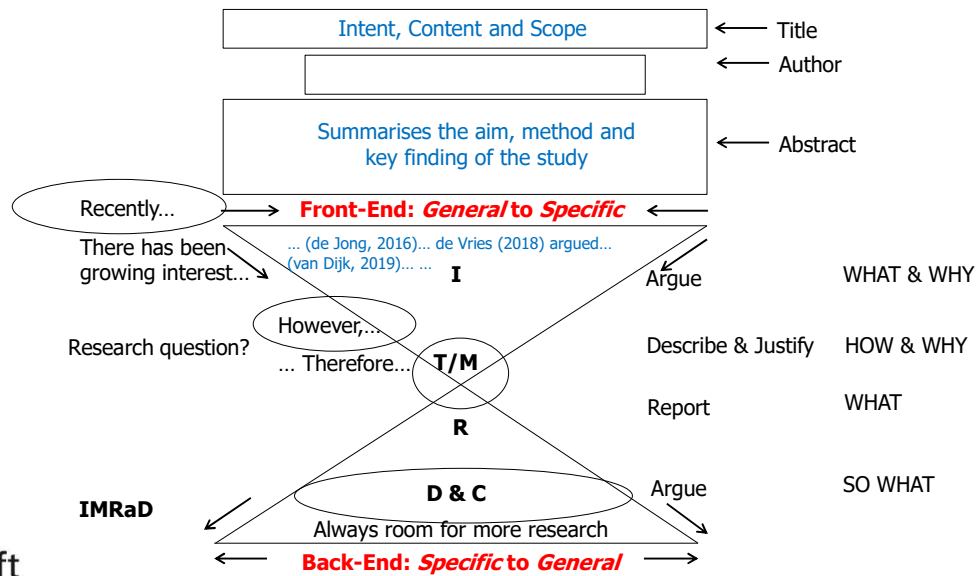 Intent, Content and Scope
Title
Author
Summarises the aim, method and
key finding of the study
Abstract
Recently…
Front-End: General to Specific
There has been
growing interest…
… (de Jong, 2016)… de Vries (2018) argued…
(van Dijk, 2019)… …
I
Argue
WHAT & WHY
However,…
Research question?
… Therefore…
T/M
Describe & Justify
HOW & WHY
Report
WHAT
R
D & C
Argue
SO WHAT
IMRaD
Always room for more research
Back-End: Specific to General
ft